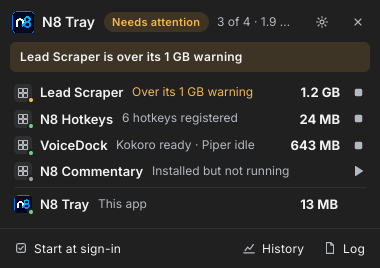 n8 N8 Tray Needs attention 3 of 4 · 1.9 ...
Lead Scraper is over its 1 GB warning
Lead Scraper Over its 1 GB warning 1.2 GB
N8 Hotkeys 6 hotkeys registered 24 MB
VoiceDock Kokoro ready · Piper idle 643 MB
N8 Commentary Installed but not running
n8 N8 Tray This app 13 MB
Start at sign-in History Log